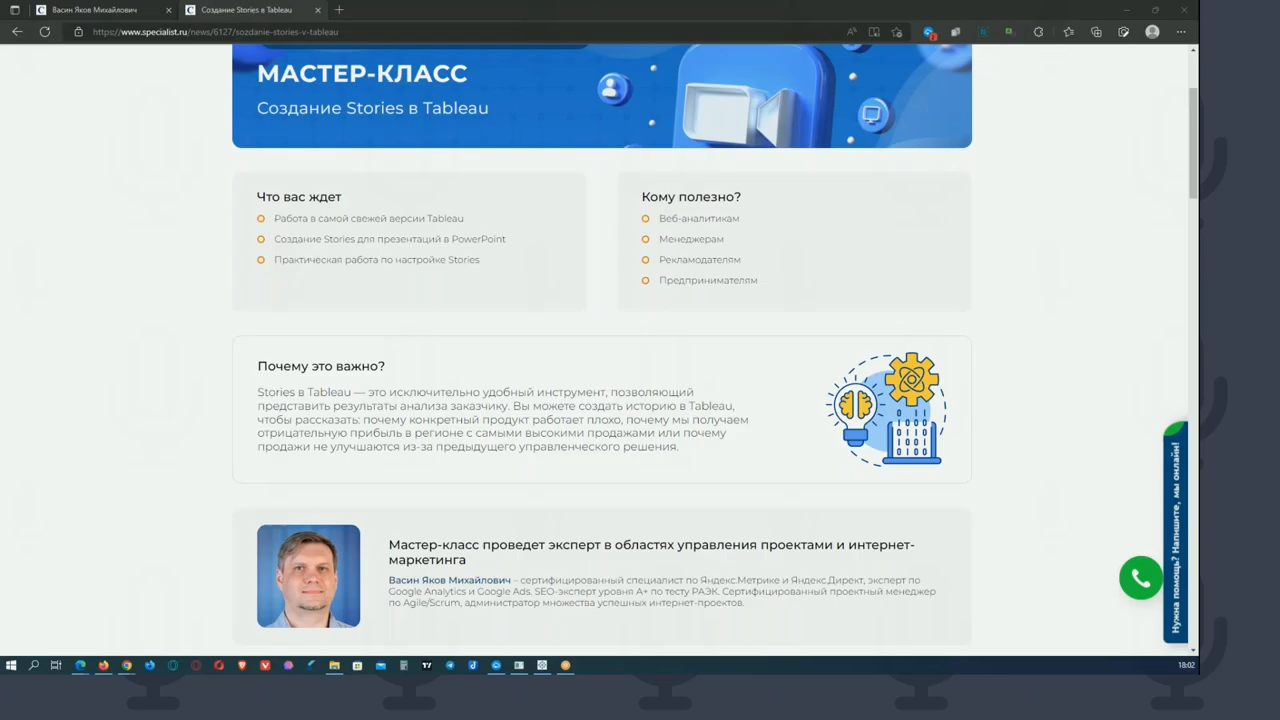 Васин Яков Михайлович
Создание Stories в Tableau
https://www.specialist.ru/news/6127/sozdanie-stories-v-tableau
МАСТЕР-КЛАСС
Создание Stories в Tableau
Что вас ждет
Работа в самой свежей версии Tableau
Создание Stories для презентаций в PowerPoint
Практическая работа по настройке Stories
Кому полезно?
Веб-аналитикам
Менеджерам
Рекламодателям
Предпринимателям
Почему это важно?
Stories в Tableau — это исключительно удобный инструмент, позволяющий
представить результаты анализа заказчику. Вы можете создать историю в Tableau,
чтобы рассказать: почему конкретный продукт работает плохо, почему мы получаем
отрицательную прибыль в регионе с самыми высокими продажами или почему
продажи не улучшаются из-за предыдущего управленческого решения.
Мастер-класс проведет эксперт в областях управления проектами и интернет-
маркетинга
Васин Яков Михайлович – сертифицированный специалист по Яндекс.Метрике и Яндекс.Директ, эксперт по
Google Analytics и Google Ads. SEO-эксперт уровня А+ по тесту РАЭК. Сертифицированный проектный менеджер
по Agile/Scrum, администратор множества успешных интернет-проектов.
Нужна помощь? Напишите, мы онлайн!
18:02